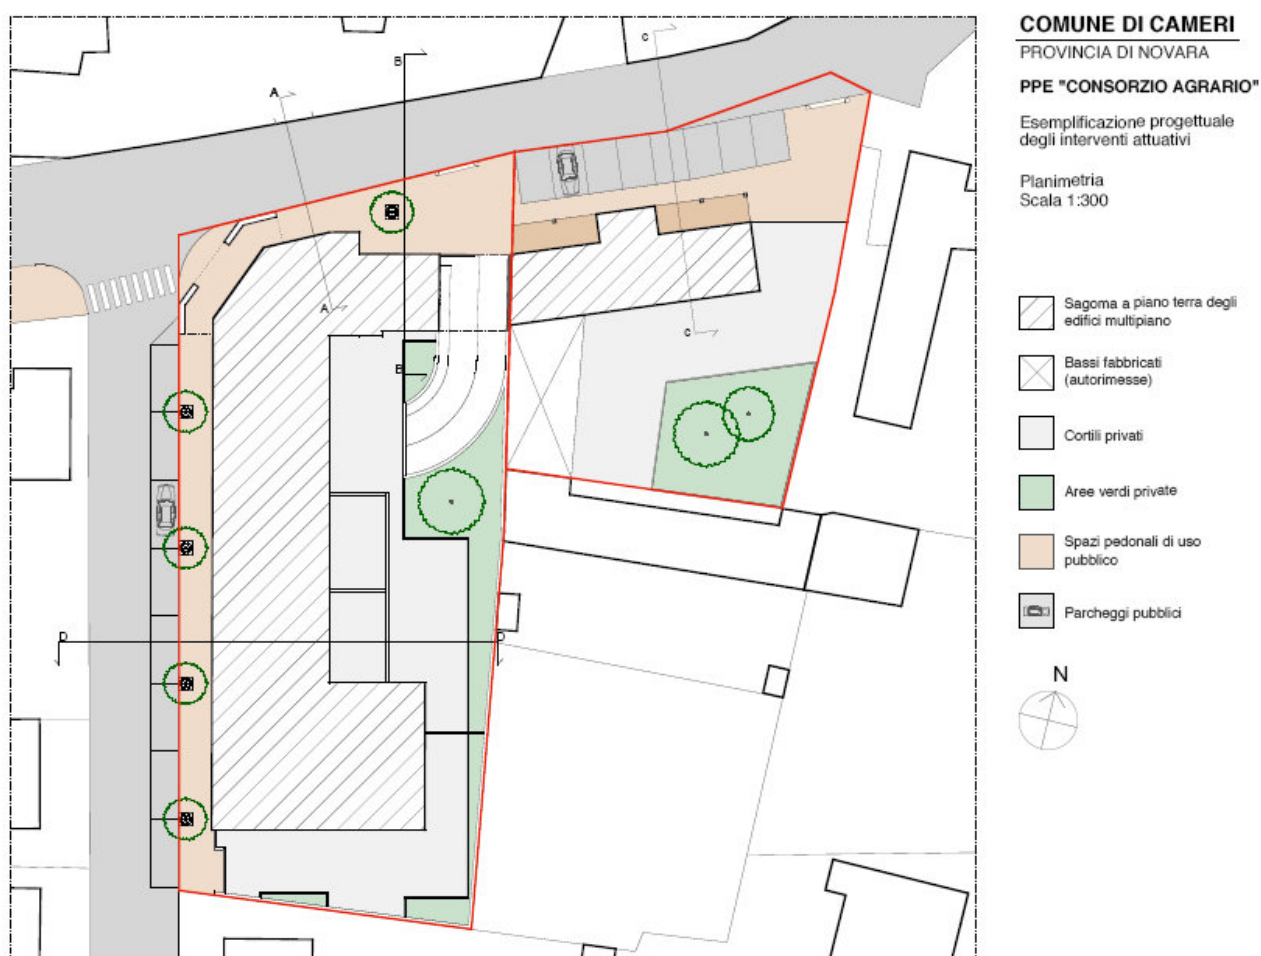 COMUNE DI CAMERI
PROVINCIA DI NOVARA
PPE "CONSORZIO AGRARIO"
Esemplificazione progettuale
degli interventi attuativi
Planimetria
Scala 1:300
Sagoma a piano terra degli
edifici multipiano
Bassi fabbricati
(autorimesse)
Cortili privati
Aree verdi private
Spazi pedonali di uso
pubblico
Parcheggi pubblici
N
B
C
A
A
C
B
D
D